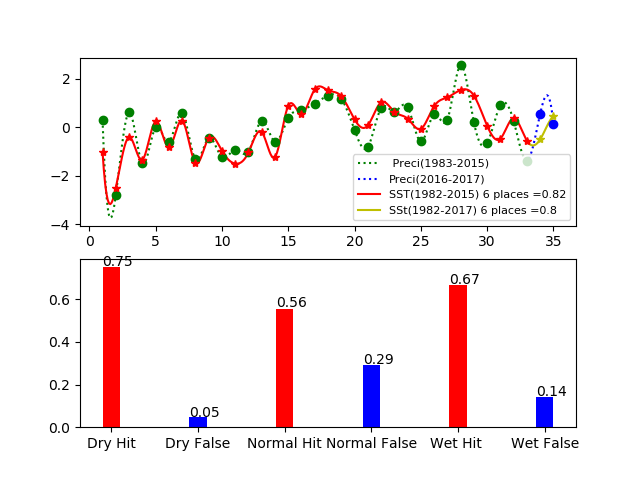 2
0
−2
−4
0 5 10 15 20 25 30 35
Preci(1983-2015)
Preci(2016-2017)
SST(1982-2015) 6 places =0.82
SSt(1982-2017) 6 places =0.8
0.75 0.05 0.56 0.29 0.67 0.14
0.6
0.4
0.2
0.0
Dry Hit Dry False Normal Hit Normal False Wet Hit Wet False